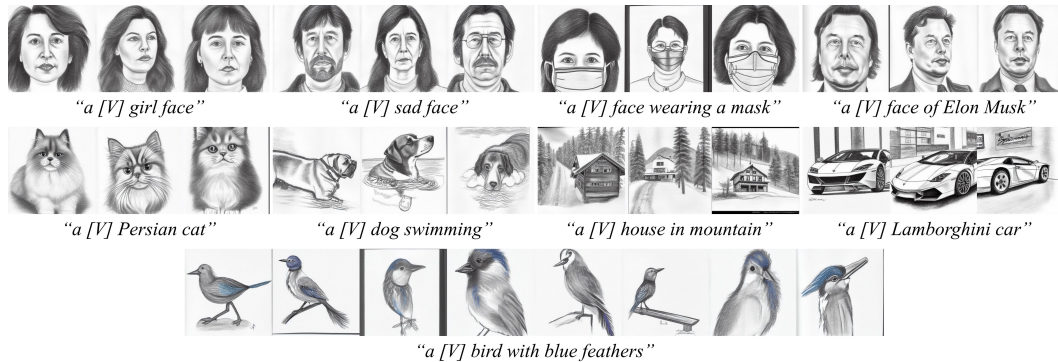 “a [V] girl face”
“a [V] sad face”
“a [V] face wearing a mask”
“a [V] face of Elon Musk”
“a [V] Persian cat”
“a [V] dog swimming”
“a [V] house in mountain”
“a [V] Lamborghini car”
“a [V] bird with blue feathers”